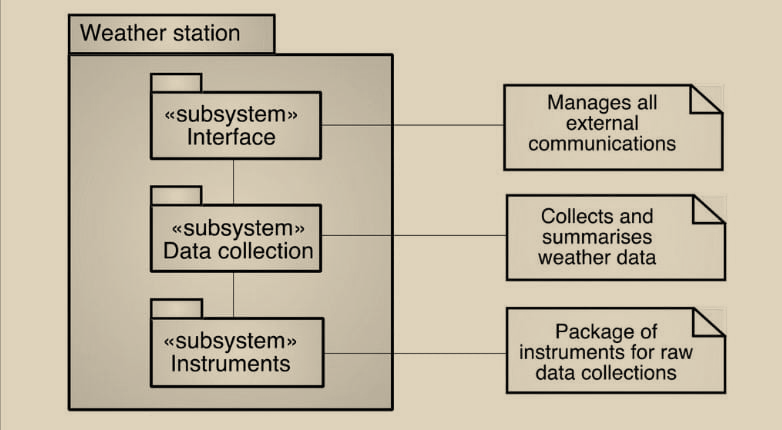 Weather station
«subsystem»
Interface
Manages all
external
communications
«subsystem»
Data collection
Collects and
summarises
weather data
«subsystem»
Instruments
Package of
instruments for raw
data collections